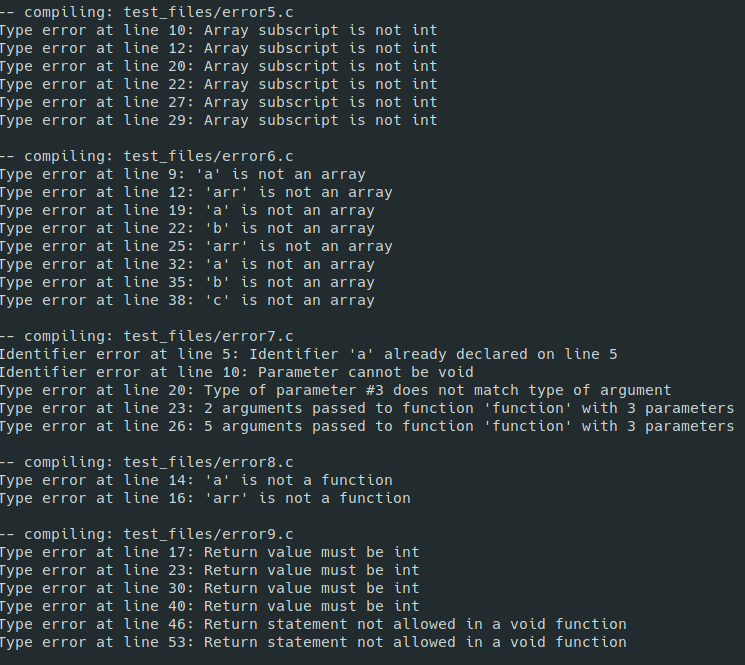 -- compiling: test_files/error5.c
Type error at line 10: Array subscript is not int
Type error at line 12: Array subscript is not int
Type error at line 20: Array subscript is not int
Type error at line 22: Array subscript is not int
Type error at line 27: Array subscript is not int
Type error at line 29: Array subscript is not int
-- compiling: test_files/error6.c
Type error at line 9: 'a' is not an array
Type error at line 12: 'arr' is not an array
Type error at line 19: 'a' is not an array
Type error at line 22: 'b' is not an array
Type error at line 25: 'arr' is not an array
Type error at line 32: 'a' is not an array
Type error at line 35: 'b' is not an array
Type error at line 38: 'c' is not an array
-- compiling: test_files/error7.c
Identifier error at line 5: Identifier 'a' already declared on line 5
Identifier error at line 10: Parameter cannot be void
Type error at line 20: Type of parameter #3 does not match type of argument
Type error at line 23: 2 arguments passed to function 'function' with 3 parameters
Type error at line 26: 5 arguments passed to function 'function' with 3 parameters
-- compiling: test_files/error8.c
Type error at line 14: 'a' is not a function
Type error at line 16: 'arr' is not a function
-- compiling: test_files/error9.c
Type error at line 17: Return value must be int
Type error at line 23: Return value must be int
Type error at line 30: Return value must be int
Type error at line 40: Return value must be int
Type error at line 46: Return statement not allowed in a void function
Type error at line 53: Return statement not allowed in a void function